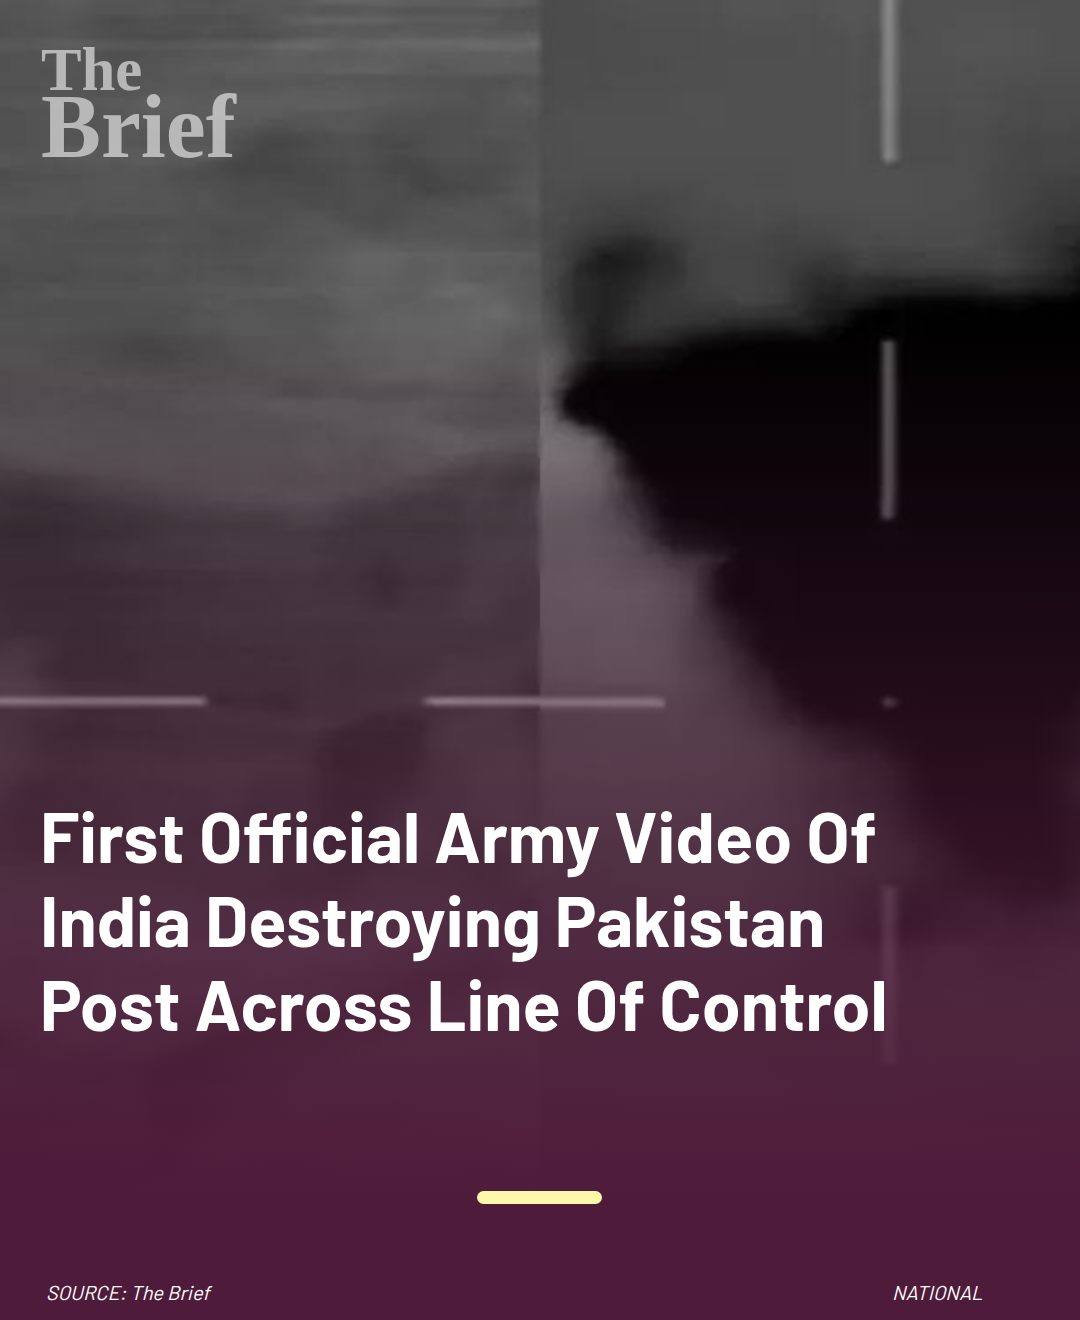 The
Brief
First Official Army Video Of
India Destroying Pakistan
Post Across Line Of Control
SOURCE: The Brief
NATIONAL